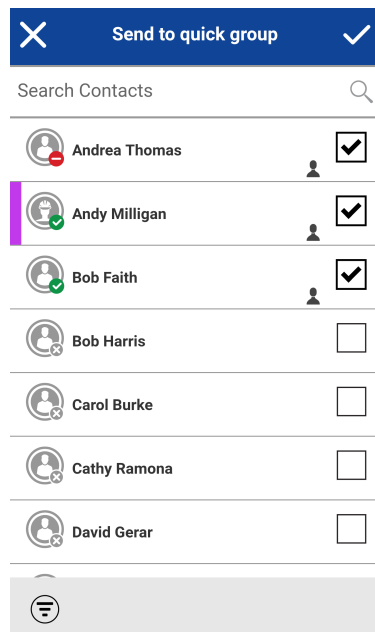 Send to quick group
Search Contacts
Andrea Thomas
Andy Milligan
Bob Faith
Bob Harris
Carol Burke
Cathy Ramona
David Gerar